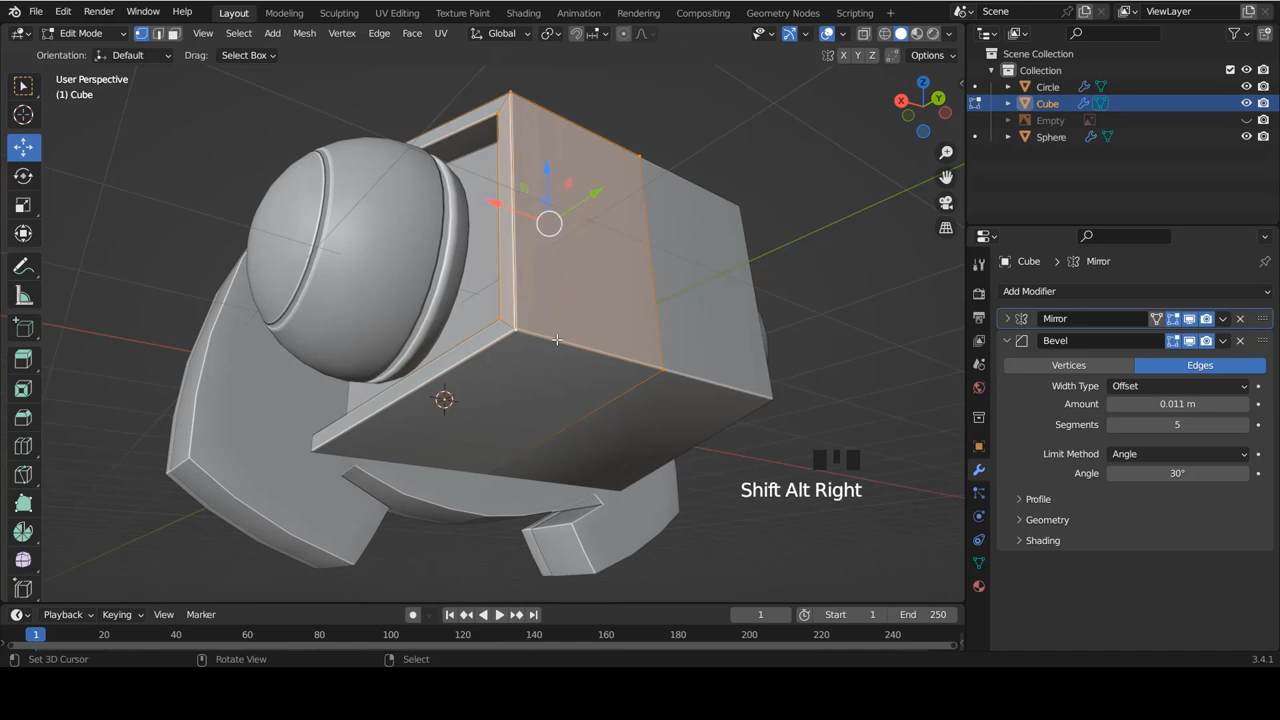 File Edit Render Window Help Layout Modeling Sculpting UV Editing Texture Paint Shading Animation Rendering Compositing Geometry Nodes Scripting Scene ViewLayer
Edit Mode View Select Add Mesh Vertex Edge Face UV Global
Orientation: Default Drag: Select Box X Y Z Options
User Perspective
(1) Cube
X Y Z
Shift Alt Right
Scene Collection
Collection
Circle
Cube
Empty
Sphere
Cube > Mirror
Add Modifier
Mirror
Bevel
Vertices Edges
Width Type Offset
Amount 0.011 m
Segments 5
Limit Method Angle
Angle 30°
Profile
Geometry
Shading
Playback Keying View Marker 1 Start 1 End 250
1 20 40 60 80 100 120 140 160 180 200 220 240
Set 3D Cursor Rotate View Select 3.4.1